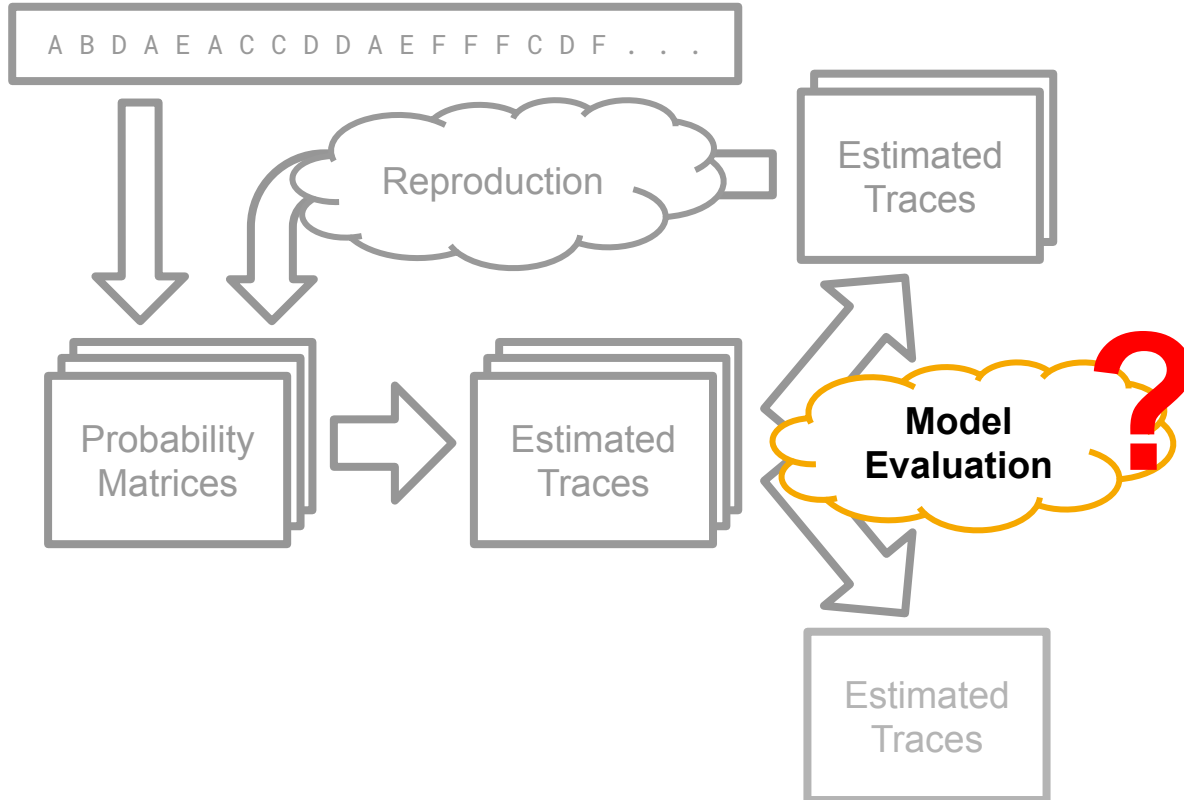 A B D A E A C C D D A E F F F C D F . . .
Reproduction
Estimated
Traces
Probability
Matrices
Estimated
Traces
Model
Evaluation
?
Estimated
Traces